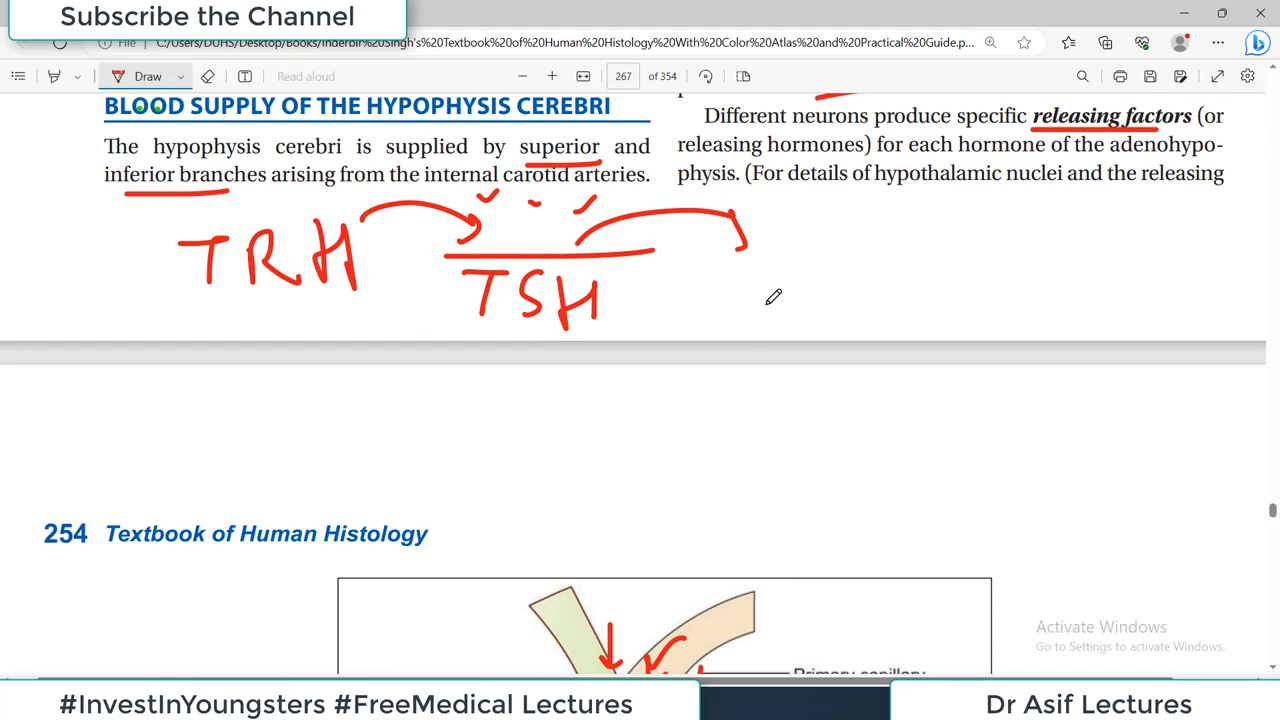 Subscribe the Channel
File
C:/Users/DUHS/Desktop/Books/Inderbir%20Singh's%20Textbook%20of%20Human%20Histology%20With%20Color%20Atlas%20and%20Practical%20Guide.p...
Draw
Read aloud
267 of 354
BLOOD SUPPLY OF THE HYPOPHYSIS CEREBRI
The hypophysis cerebri is supplied by superior and
inferior branches arising from the internal carotid arteries.
Different neurons produce specific releasing factors (or
releasing hormones) for each hormone of the adenohypo-
physis. (For details of hypothalamic nuclei and the releasing
TRH
TSH
254 Textbook of Human Histology
Primary capillary
Activate Windows
Go to Settings to activate Windows.
#InvestInYoungsters #FreeMedical Lectures
Dr Asif Lectures